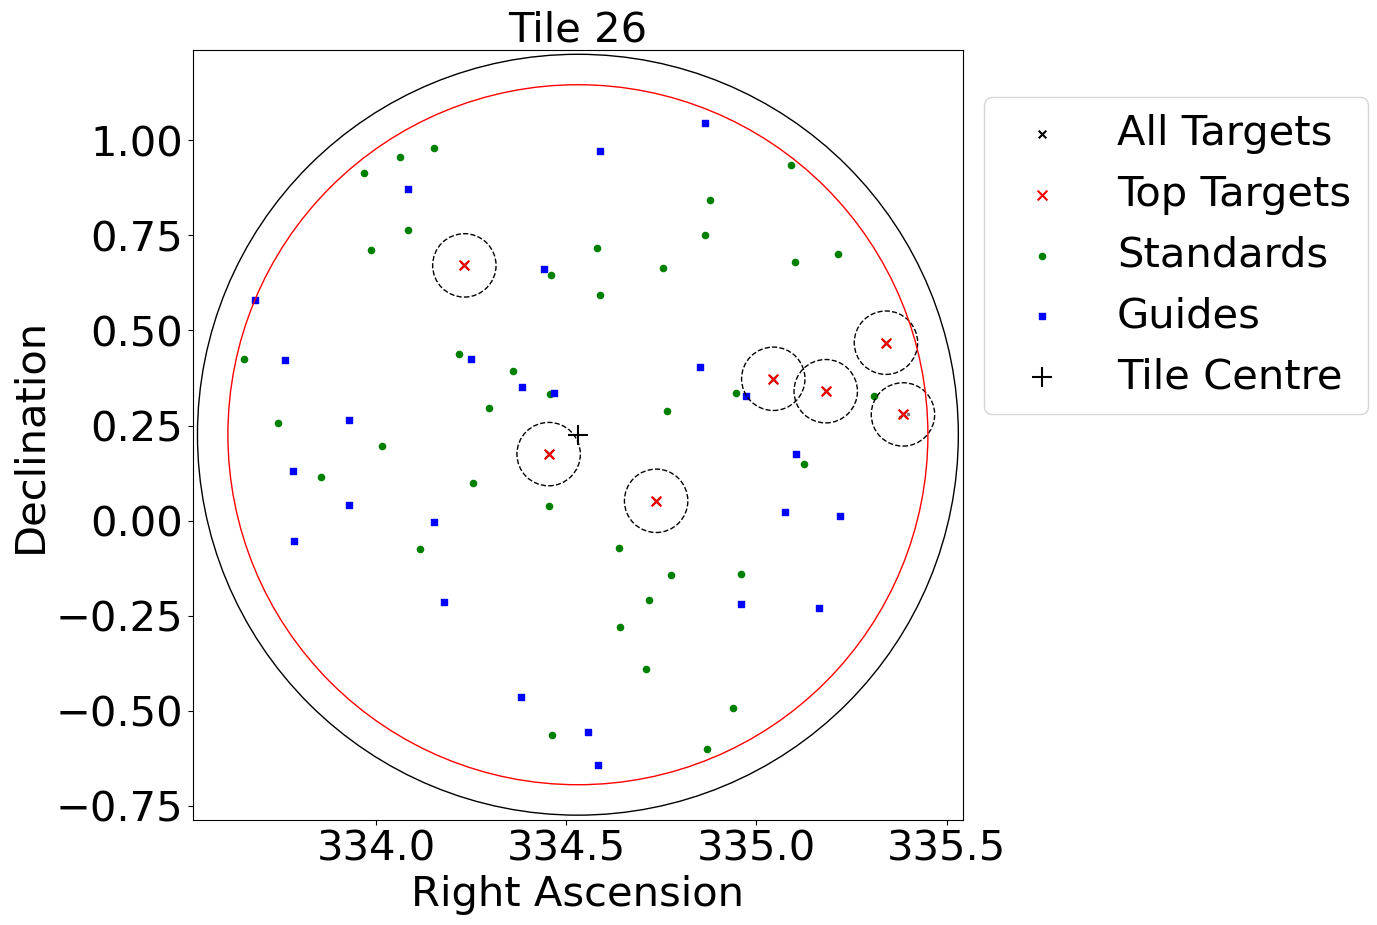 Tile 26
1.00
0.75
0.50
0.25
0.00
−0.25
−0.50
−0.75
Declination
334.0 334.5 335.0 335.5
Right Ascension
All Targets
Top Targets
Standards
Guides
Tile Centre